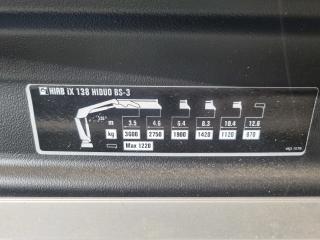 HIAB iX 138 HIDUO BS-3
m 3.5 4.6 6.4 8.3 10.4 12.6
kg 3600 2750 1900 1420 1120 870
Max 1220